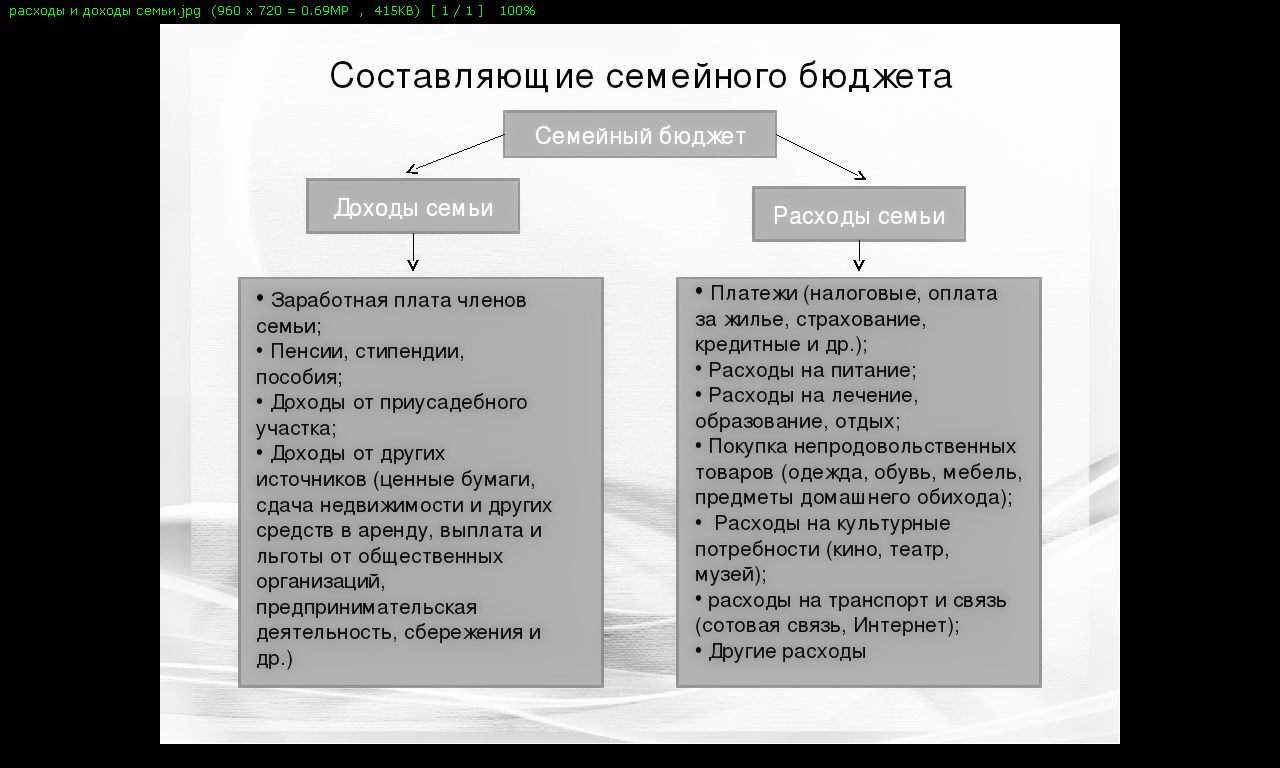 расходы и доходы семьи.jpg (960 x 720 = 0.69MP , 415KB) [ 1 / 1 ] 100%
Составляющие семейного бюджета
Семейный бюджет
Доходы семьи
Расходы семьи
• Заработная плата членов
семьи;
• Пенсии, стипендии,
пособия;
• Доходы от приусадебного
участка;
• Доходы от других
источников (ценные бумаги,
сдача недвижимости и других
средств в аренду, выплата и
льготы от общественных
организаций,
предпринимательская
деятельность, сбережения и
др.)
• Платежи (налоговые, оплата
за жилье, страхование,
кредитные и др.);
• Расходы на питание;
• Расходы на лечение,
образование, отдых;
• Покупка непродовольственных
товаров (одежда, обувь, мебель,
предметы домашнего обихода);
• Расходы на культурные
потребности (кино, театр,
музей);
• расходы на транспорт и связь
(сотовая связь, Интернет);
• Другие расходы